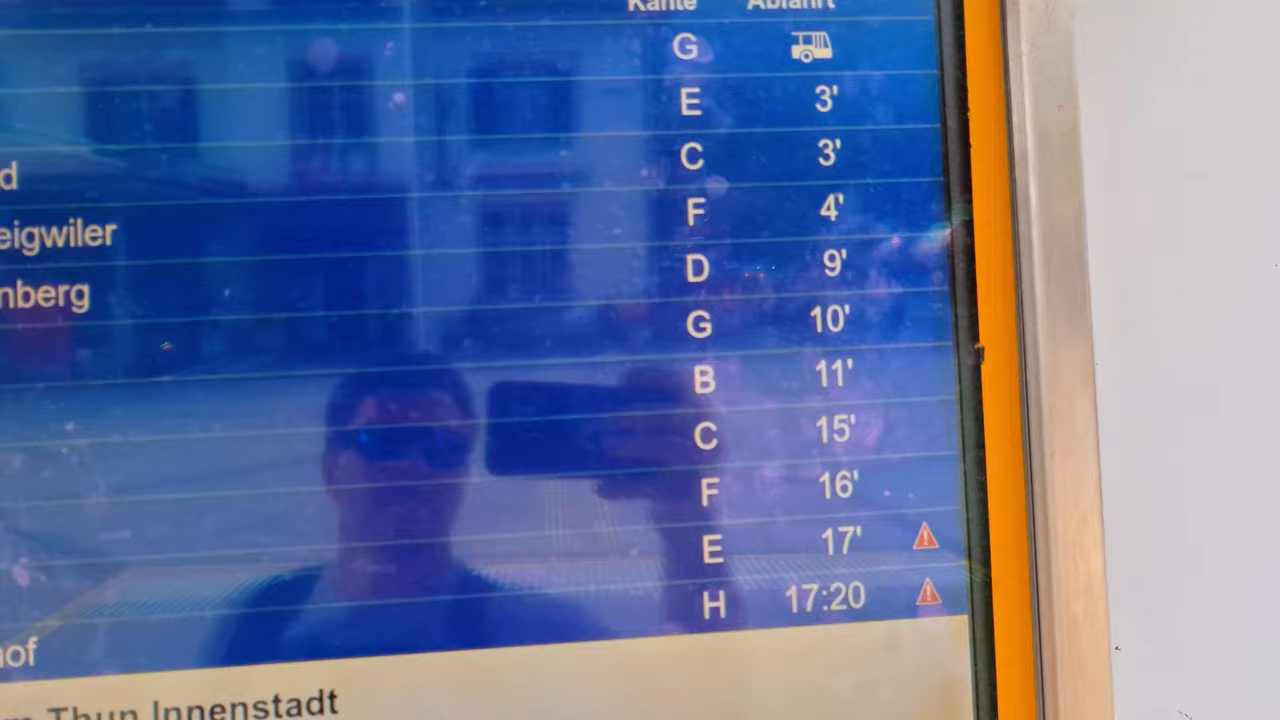 Kante Abfahrt
G
E 3'
C 3'
d
F 4'
eigwiler
D 9'
nberg
G 10'
B 11'
C 15'
F 16'
E 17'
H 17:20
hof
m Thun Innenstadt